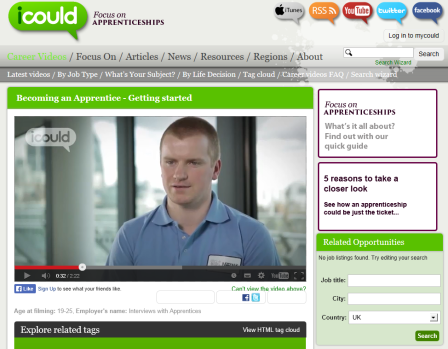 icould
Focus on
APPRENTICESHIPS
iTunes
RSS
YouTube
twitter
facebook
Log in to mycould
Career Videos / Focus On / Articles / News / Resources / Regions / About
Search
Search Wizard
Latest videos / By Job Type / What's Your Subject? / By Life Decision / Tag cloud / Career videos FAQ / Search wizard
Becoming an Apprentice - Getting started
icould
0:32 / 2:22
YouTube
Like
Sign Up to see what your friends like.
Can't view the video above?
Age at filming: 19-25, Employer's name: Interviews with Apprentices
Explore related tags
View HTML tag cloud
Focus on
APPRENTICESHIPS
What's it all about?
Find out with our
quick guide
5 reasons to take a
closer look
See how an apprenticeship
could be just the ticket...
Related Opportunities
No job listings found. Try editing your search
Job title:
City:
Country:
UK
Search